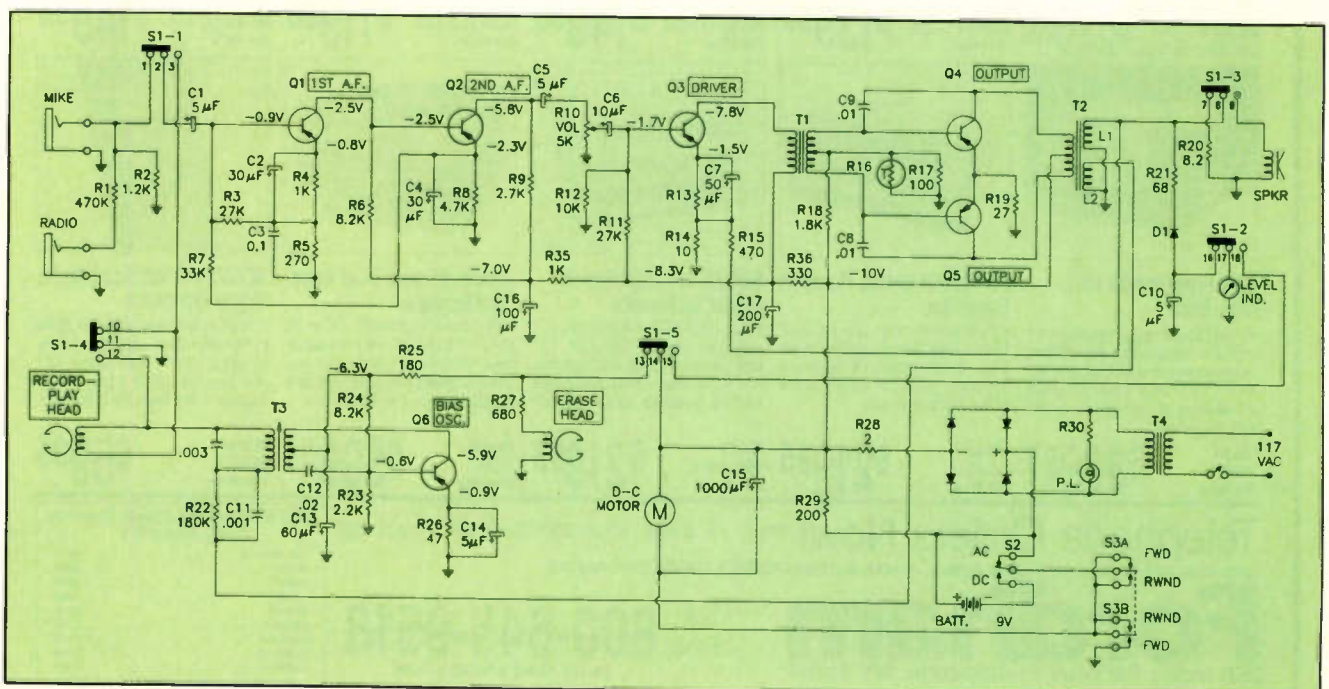 S1-1
1 2 3
MIKE
R1
470K
R2
1.2K
RADIO
C1
5 µF
Q1 1ST A.F.
-2.5V
-0.9V
-0.8V
C2
30µF
R4
1K
R3
27K
C3
0.1
R5
270
R7
33K
R6
8.2K
Q2 2ND A.F.
-5.8V
-2.5V
-2.3V
C4
30
µF
R8
4.7K
R9
2.7K
C5
5 µF
R10
VOL
5K
C6
10µF
R12
10K
R11
27K
-7.0V
R35
1K
C16
100
µF
-8.3V
Q3 DRIVER
-7.8V
-1.7V
-1.5V
C7
50
µF
R13
R14
10
R15
470
C17
200
µF
T1
R18
1.8K
R36
330
-10V
C9
.01
R16
T
R17
100
C8
.01
Q4 OUTPUT
R19
27
Q5 OUTPUT
T2
L1
L2
S1-3
7 8 9
R20
8.2
SPKR
R21
68
D1
S1-2
16 17 18
C10
5
µF
LEVEL
IND.
S1-4
10
11
12
RECORD-
PLAY
HEAD
.003
R22
180K
C11
.001
T3
C12
.02
C13
60µF
-6.3V
R25
180
R24
8.2K
-0.6V
R23
2.2K
Q6
BIAS
OSC.
-5.9V
-0.9V
R26
47
C14
5µF
R27
680
ERASE
HEAD
S1-5
13 14 15
D-C
MOTOR
M
C15
1000µF
R28
2
R29
200
- +
R30
P.L.
T4
117
VAC
AC
S2
DC
+ -
BATT. 9V
S3A
FWD
RWND
S3B
RWND
FWD